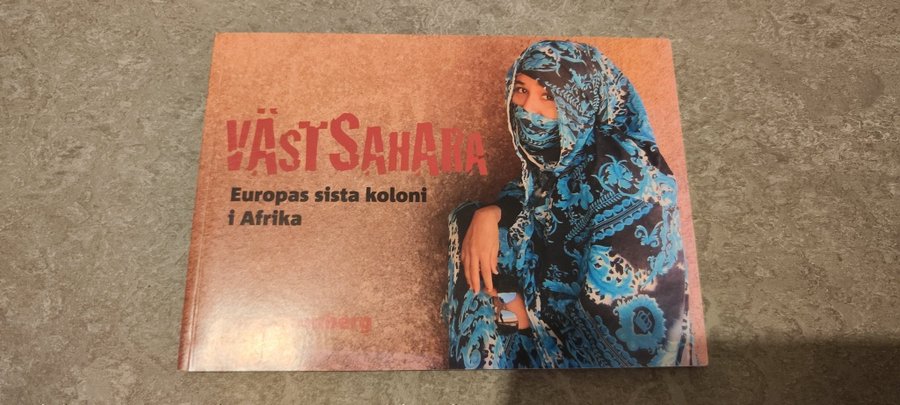 VÄSTSAHARA
Europas sista koloni
i Afrika